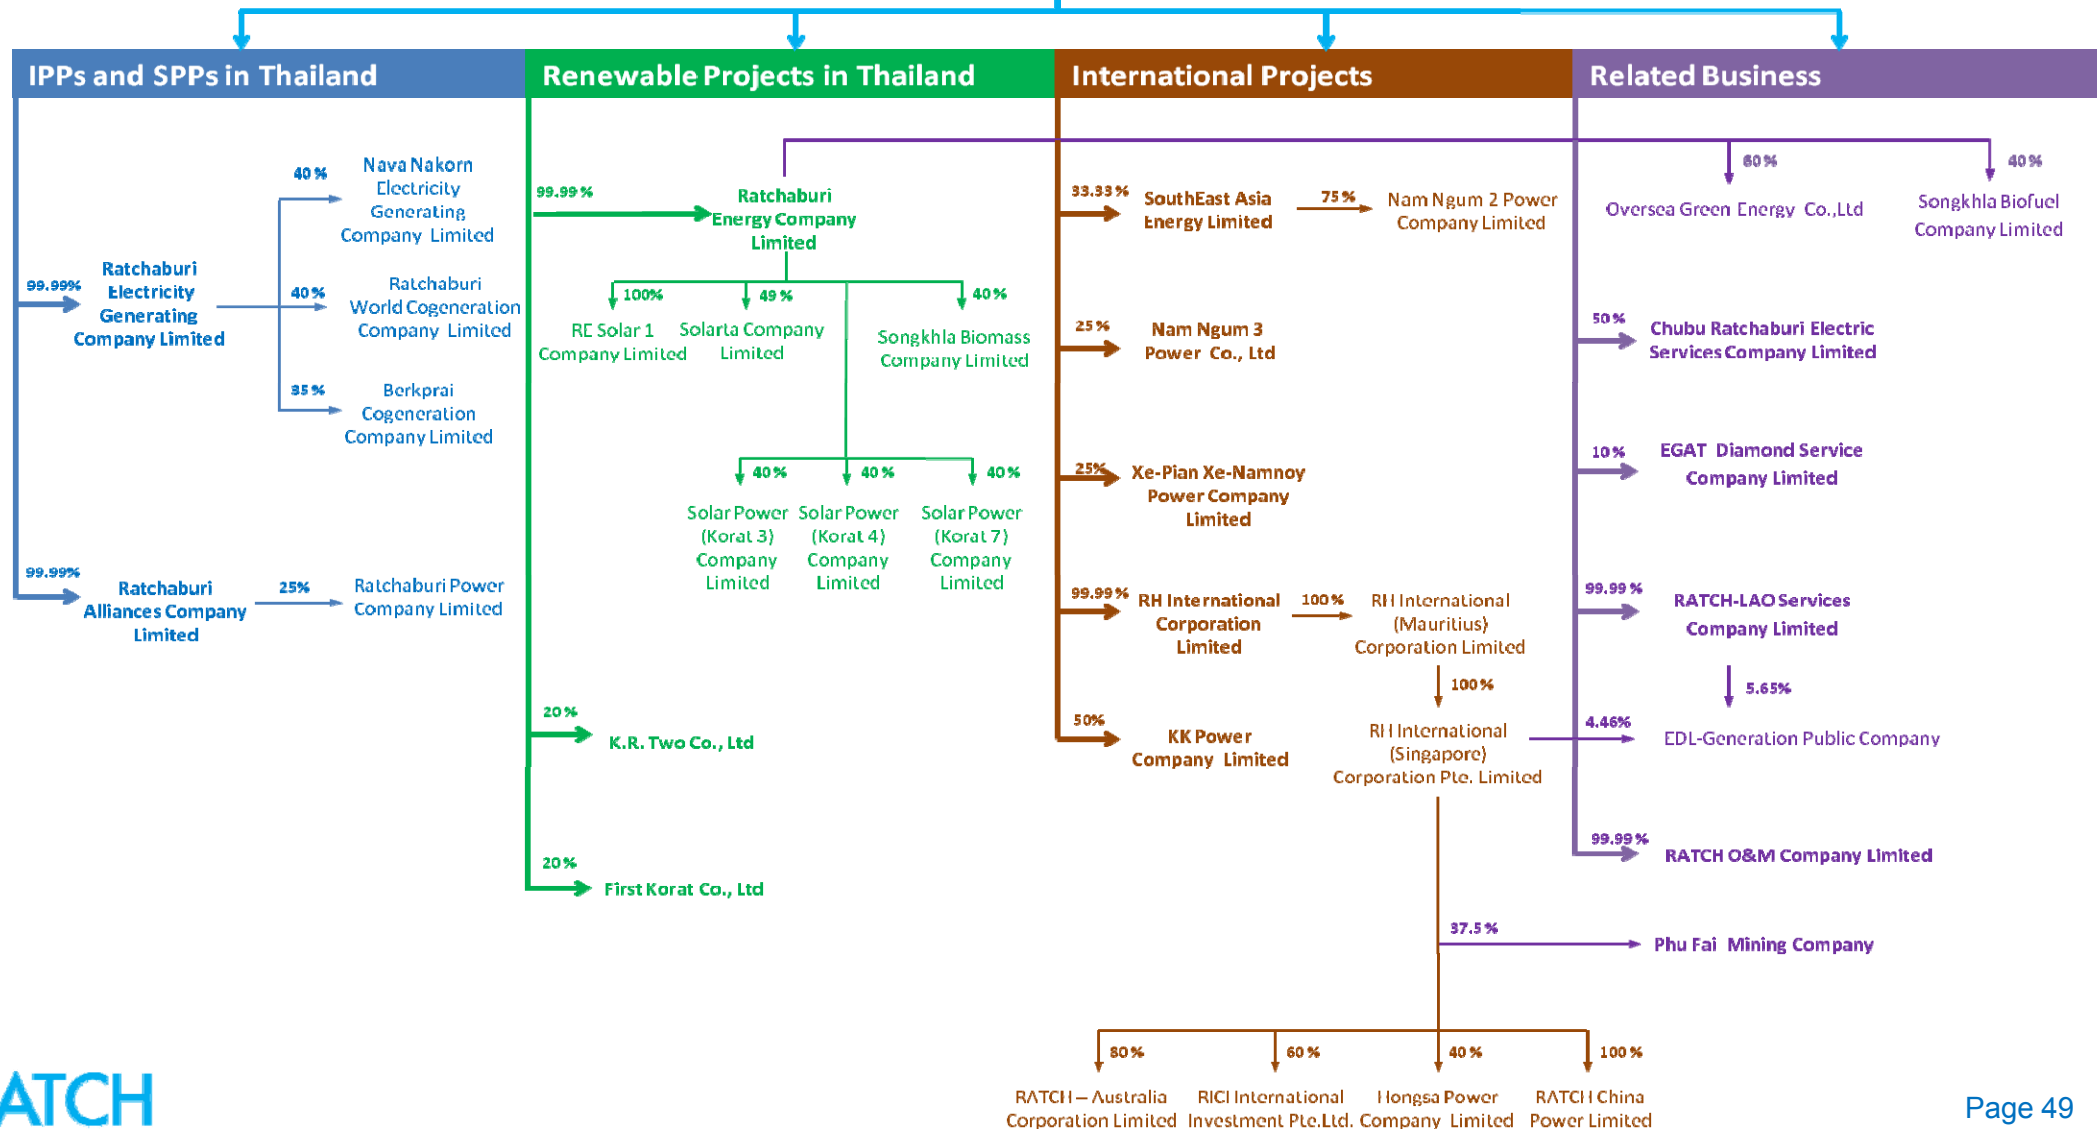 IPPs and SPPs in Thailand
Renewable Projects in Thailand
International Projects
Related Business
40%
Nava Nakorn
Electricity
Generating
Company Limited
99.99%
Ratchaburi
Electricity
Generating
Company Limited
40%
Ratchaburi
World Cogeneration
Company Limited
35%
Berkprai
Cogeneration
Company Limited
99.99%
Ratchaburi
Alliances Company
Limited
25%
Ratchaburi Power
Company Limited
99.99%
Ratchaburi
Energy Company
Limited
100%
RE Solar 1
Company Limited
49%
Solarta Company
Limited
40%
Songkhla Biomass
Company Limited
40%
Solar Power
(Korat 3)
Company
Limited
40%
Solar Power
(Korat 4)
Company
Limited
40%
Solar Power
(Korat 7)
Company
Limited
20%
K.R. Two Co., Ltd
20%
First Korat Co., Ltd
33.33%
SouthEast Asia
Energy Limited
75%
Nam Ngum 2 Power
Company Limited
25%
Nam Ngum 3
Power Co., Ltd
25%
Xe-Pian Xe-Namnoy
Power Company
Limited
99.99%
RH International
Corporation
Limited
100%
RH International
(Mauritius)
Corporation Limited
100%
RH International
(Singapore)
Corporation Pte. Limited
50%
KK Power
Company Limited
80%
RATCH – Australia
Corporation Limited
60%
RICI International
Investment Pte.Ltd.
40%
Hongsa Power
Company Limited
100%
RATCH China
Power Limited
60%
Oversea Green Energy Co.,Ltd
40%
Songkhla Biofuel
Company Limited
50%
Chubu Ratchaburi Electric
Services Company Limited
10%
EGAT Diamond Service
Company Limited
99.99%
RATCH-LAO Services
Company Limited
5.65%
4.46%
EDL-Generation Public Company
99.99%
RATCH O&M Company Limited
37.5%
Phu Fai Mining Company
ATCH
Page 49